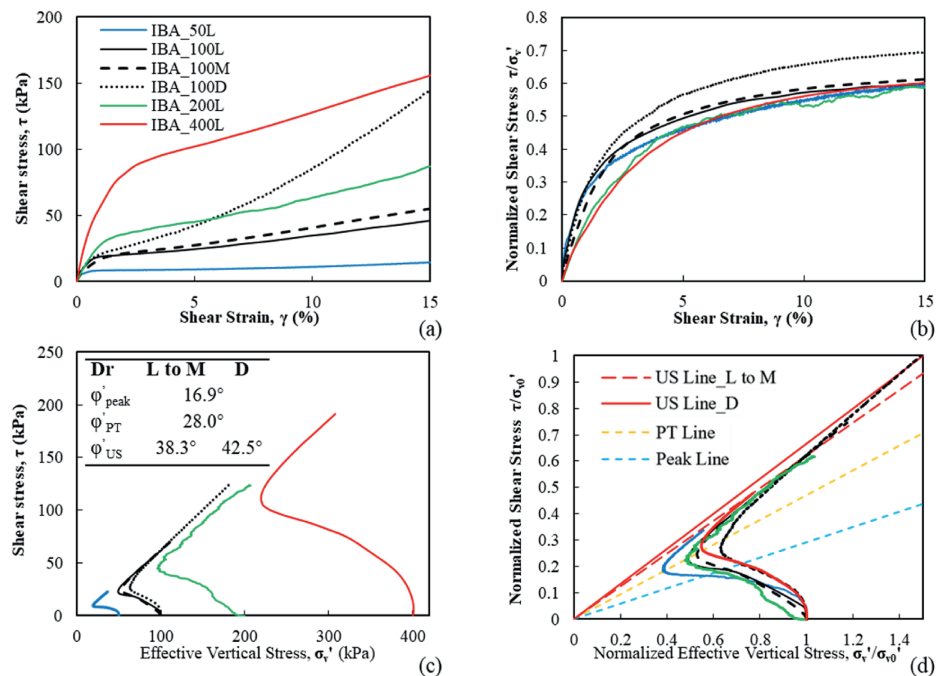 200
150
100
50
0
Shear stress, τ (kPa)
IBA_50L
IBA_100L
IBA_100M
IBA_100D
IBA_200L
IBA_400L
0 5 10 15
Shear Strain, γ (%)
(a)
0.8
0.7
0.6
0.5
0.4
0.3
0.2
0.1
0
Normalized Shear Stress τ/σv'
0 5 10 15
Shear Strain, γ (%)
(b)
250
200
150
100
50
0
Shear stress, τ (kPa)
Dr L to M D
φ'peak 16.9°
φ'PT 28.0°
φ'US 38.3° 42.5°
0 100 200 300 400
Effective Vertical Stress, σv' (kPa)
(c)
1
0.9
0.8
0.7
0.6
0.5
0.4
0.3
0.2
0.1
0
Normalized Shear Stress τ/σv0'
US Line_L to M
US Line_D
PT Line
Peak Line
0 0.2 0.4 0.6 0.8 1 1.2 1.4
Normalized Effective Vertical Stress, σv'/σv0'
(d)